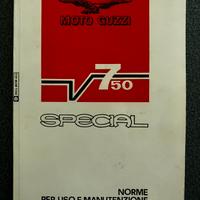 MOTO GUZZI
V750
SPECIAL
NORME
PER USO E MANUTENZIONE